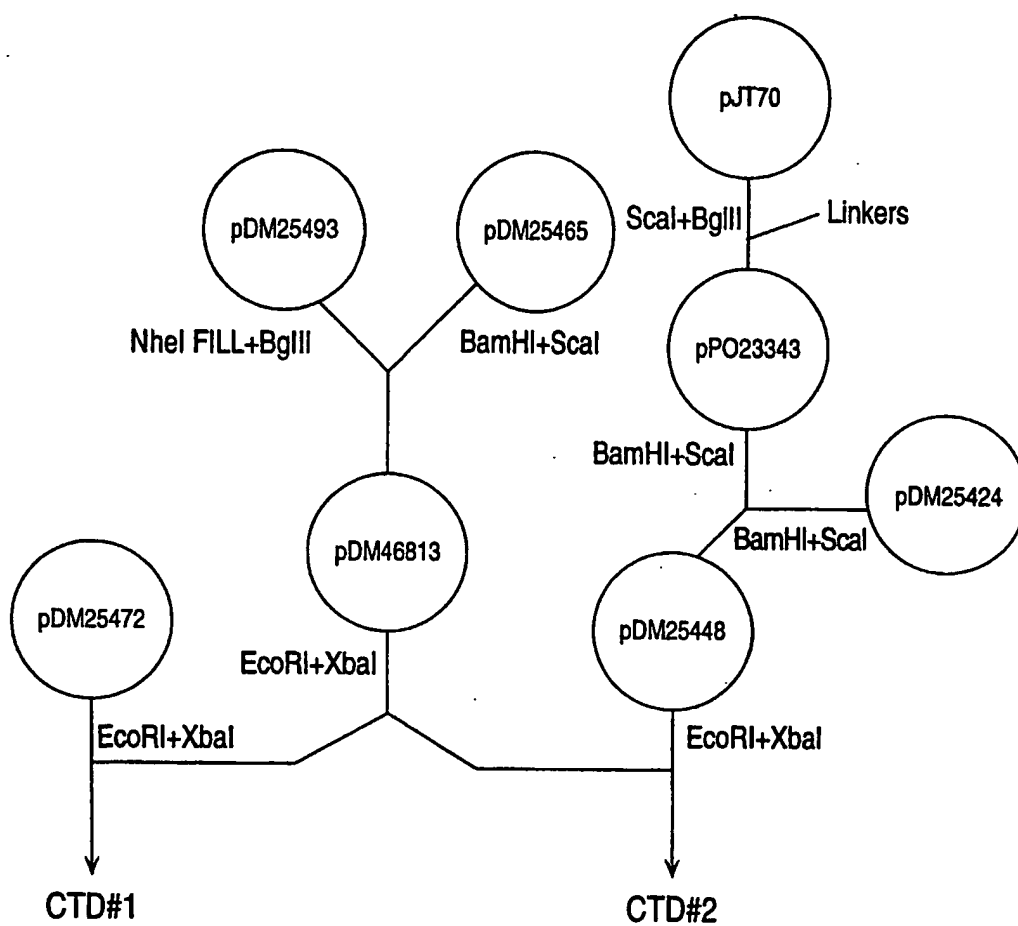 pJT70
ScaI+BglII
Linkers
pDM25493
pDM25465
NheI FILL+BglII
BamHI+ScaI
pPO23343
BamHI+ScaI
pDM25424
BamHI+ScaI
pDM46813
pDM25472
pDM25448
EcoRI+XbaI
EcoRI+XbaI
EcoRI+XbaI
CTD#1
CTD#2